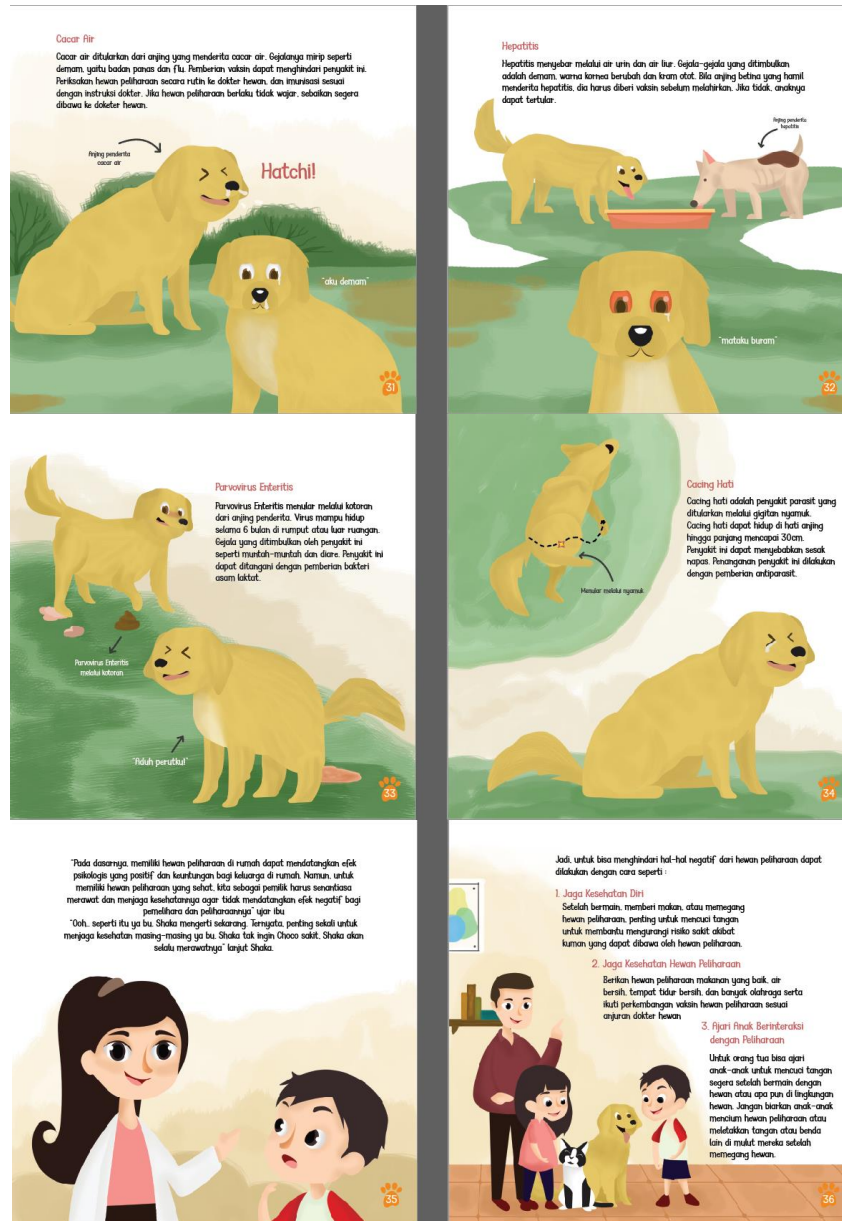 Cacar Air
Cacar air ditularkan dari anjing yang menderita cacar air. Gejalanya mirip seperti
demam, yaitu badan panas dan flu. Pemberian vaksin dapat menghindari penyakit ini.
Periksakan hewan peliharaan secara rutin ke dokter hewan, dan imunisasi sesuai
dengan instruksi dokter. Jika hewan peliharaan berlaku tidak wajar, sebaikan segera
dibawa ke doketer hewan.
Anjing penderita
cacar air
Hatchi!
"aku demam"
31
Hepatitis
Hepatitis menyebar melalui air urin dan air liur. Gejala-gejala yang ditimbulkan
adalah demam, warna kornea berubah dan kram otot. Bila anjing betina yang hamil
menderita hepatitis, dia harus diberi vaksin sebelum melahirkan. Jika tidak, anaknya
dapat tertular.
Anjing penderita
hepatitis
"mataku buram"
32
Parvovirus Enteritis
Parvovirus Enteritis menular melalui kotoran
dari anjing penderita. Virus mampu hidup
selama 6 bulan di rumput atau luar ruangan.
Gejala yang ditimbulkan oleh penyakit ini
seperti muntah-muntah dan diare. Penyakit ini
dapat ditangani dengan pemberian bakteri
asam laktat.
Parvovirus Enteritis
melalui kotoran
"Aduh perutku!"
33
Cacing Hati
Cacing hati adalah penyakit parasit yang
ditularkan melalui gigitan nyamuk.
Cacing hati dapat hidup di hati anjing
hingga panjang mencapai 30cm.
Penyakit ini dapat menyebabkan sesak
napas. Penanganan penyakit ini dilakukan
dengan pemberian antiparasit.
Menular melalui nyamuk
34
"Pada dasarnya, memiliki hewan peliharaan di rumah dapat mendatangkan efek
psikologis yang positif dan keuntungan bagi keluarga di rumah. Namun, untuk
memiliki hewan peliharaan yang sehat, kita sebagai pemilik harus senantiasa
merawat dan menjaga kesehatannya agar tidak mendatangkan efek negatif bagi
pemelihara dan peliharaannya" ujar ibu
"Ooh.. seperti itu ya bu. Shaka mengerti sekarang. Ternyata, penting sekali untuk
menjaga kesehatan masing-masing ya bu. Shaka tak ingin Choco sakit. Shaka akan
selalu merawatnya" lanjut Shaka.
35
Jadi, untuk bisa menghindari hal-hal negatif dari hewan peliharaan dapat
dilakukan dengan cara seperti :
1. Jaga Kesehatan Diri
Setelah bermain, memberi makan, atau memegang
hewan peliharaan, penting untuk mencuci tangan
untuk membantu mengurangi risiko sakit akibat
kuman yang dapat dibawa oleh hewan peliharaan.
2. Jaga Kesehatan Hewan Peliharaan
Berikan hewan peliharaan makanan yang baik, air
bersih, tempat tidur bersih, dan banyak olahraga serta
ikuti perkembangan vaksin hewan peliharaan sesuai
anjuran dokter hewan
3. Ajari Anak Berinteraksi
dengan Peliharaan
Untuk orang tua bisa ajari
anak-anak untuk mencuci tangan
segera setelah bermain dengan
hewan atau apa pun di lingkungan
hewan. Jangan biarkan anak-anak
mencium hewan peliharaan atau
meletakkan tangan atau benda
lain di mulut mereka setelah
memegang hewan.
36